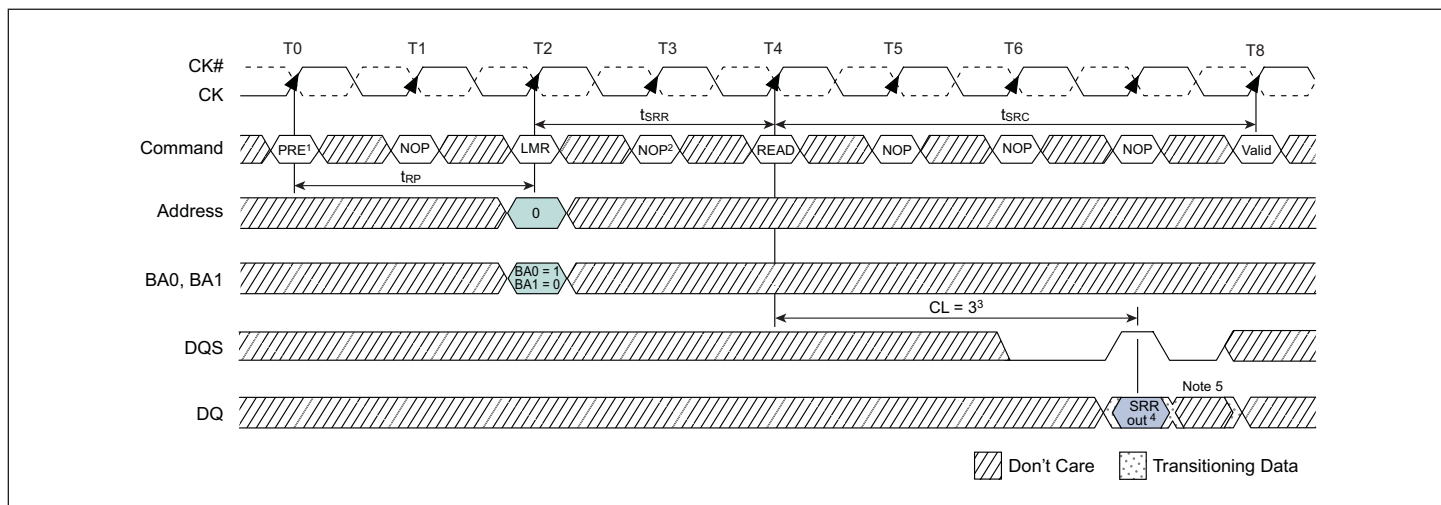 T0 T1 T2 T3 T4 T5 T6 T8
CK#
CK
tSRR tSRC
Command PRE1 NOP LMR NOP2 READ NOP NOP NOP Valid
tRP
Address 0
BA0, BA1 BA0 = 1
BA1 = 0
CL = 33
DQS
Note 5
DQ SRR
out 4
Don't Care Transitioning Data